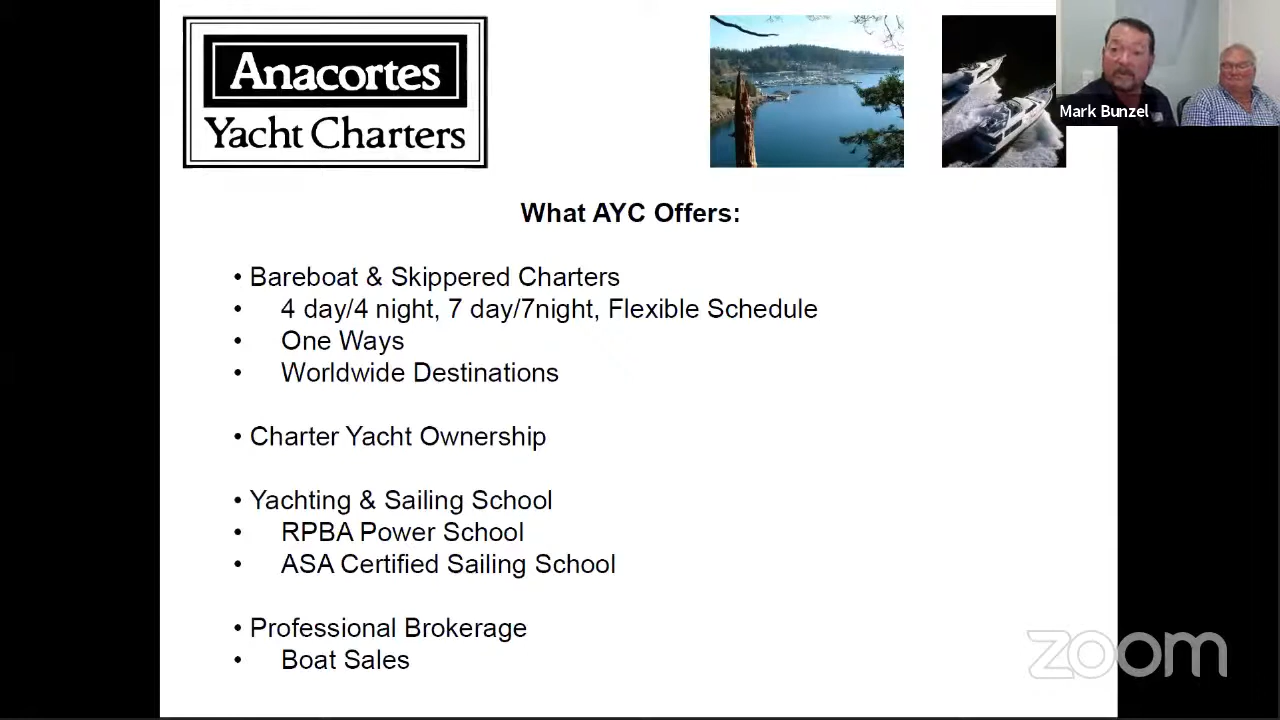 Anacortes
Yacht Charters
Mark Bunzel
What AYC Offers:
• Bareboat & Skippered Charters
• 4 day/4 night, 7 day/7night, Flexible Schedule
• One Ways
• Worldwide Destinations
• Charter Yacht Ownership
• Yachting & Sailing School
• RPBA Power School
• ASA Certified Sailing School
• Professional Brokerage
• Boat Sales
zoom